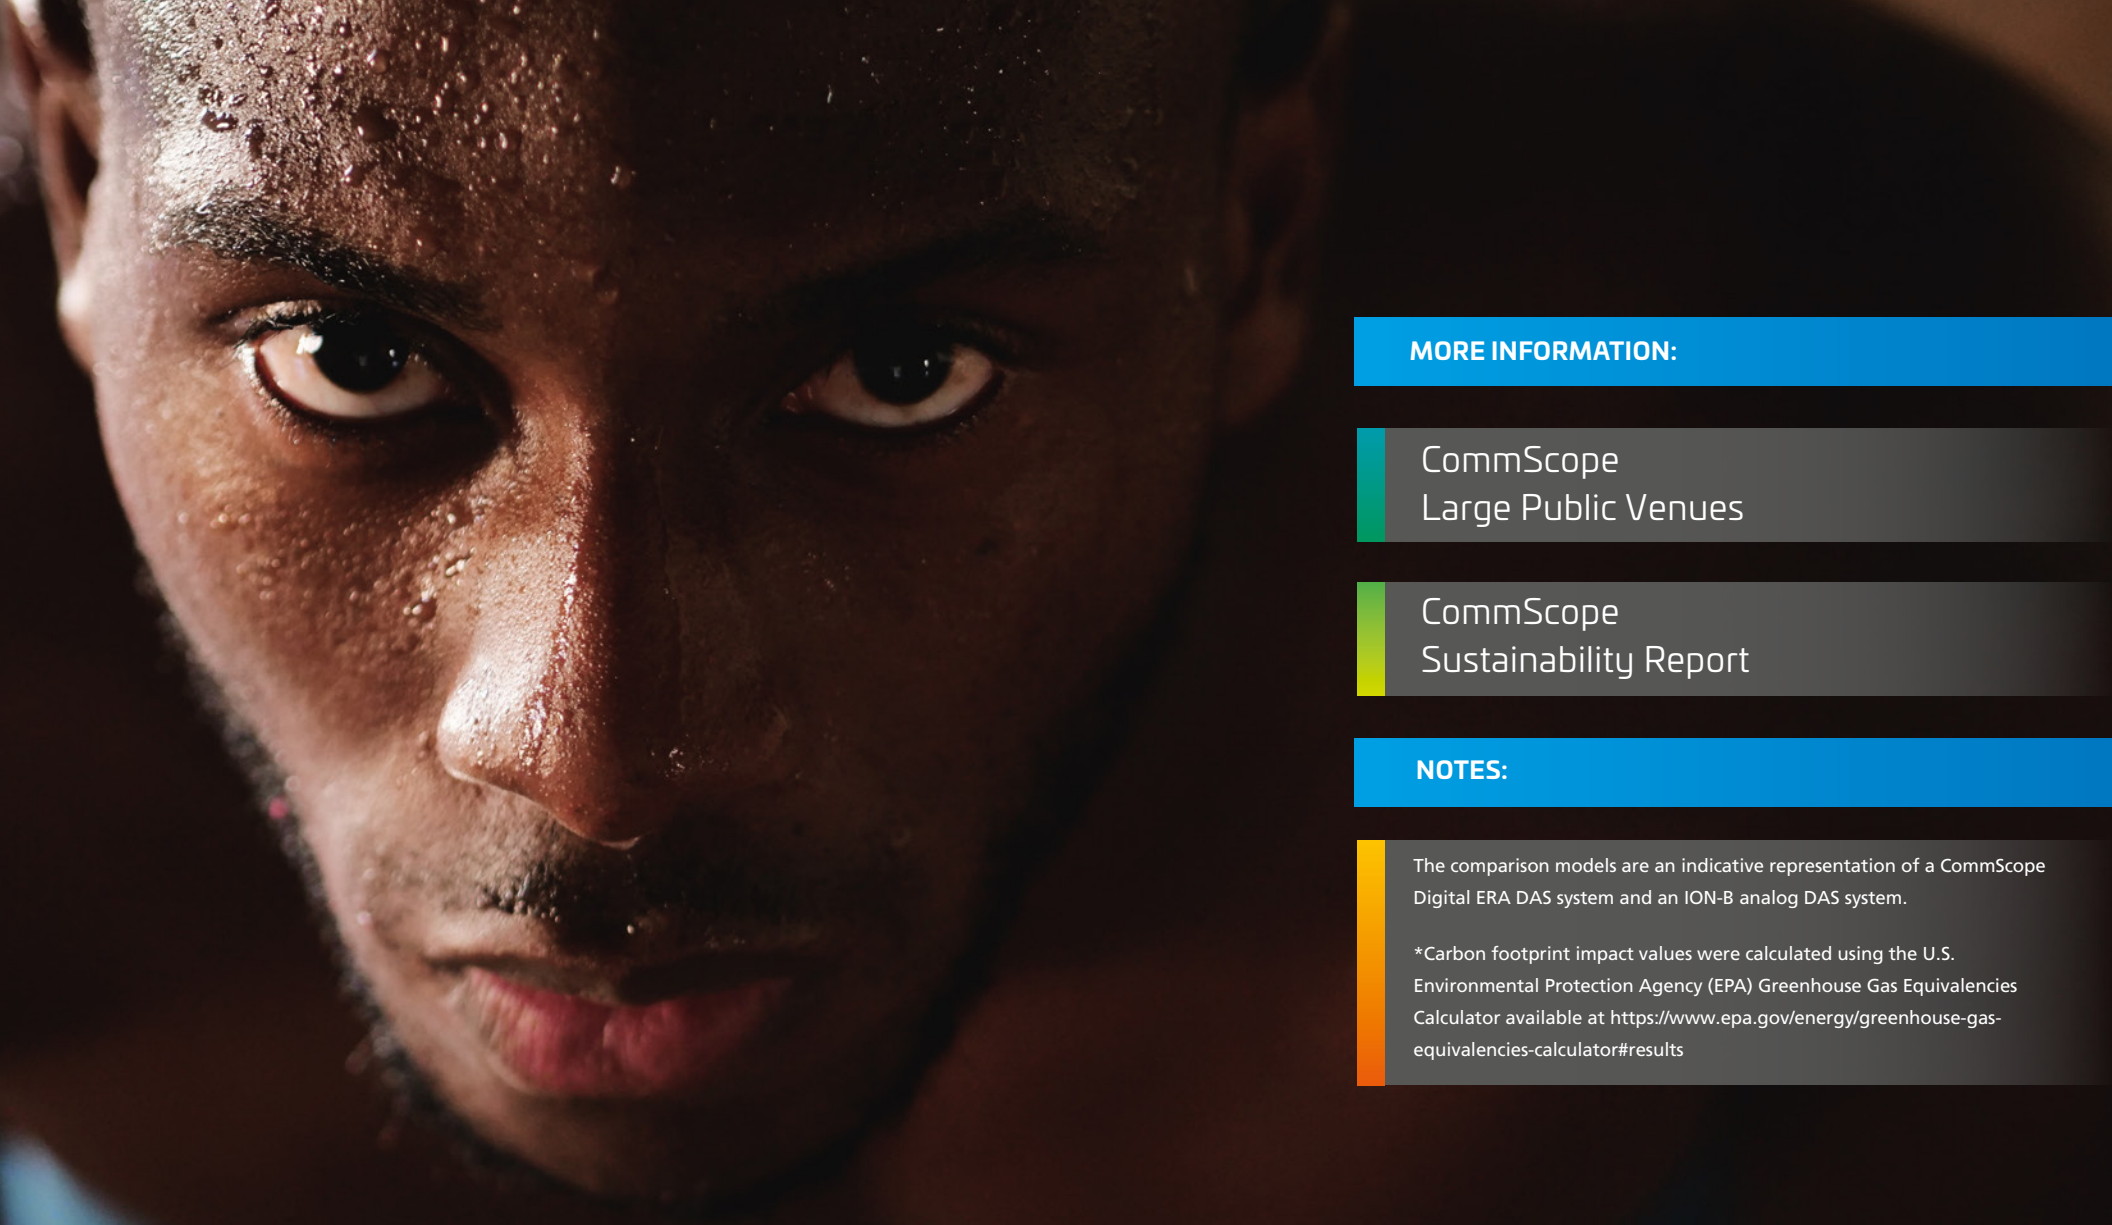 MORE INFORMATION:
CommScope
Large Public Venues
CommScope
Sustainability Report
NOTES:
The comparison models are an indicative representation of a CommScope
Digital ERA DAS system and an ION-B analog DAS system.
*Carbon footprint impact values were calculated using the U.S.
Environmental Protection Agency (EPA) Greenhouse Gas Equivalencies
Calculator available at https://www.epa.gov/energy/greenhouse-gas-
equivalencies-calculator#results